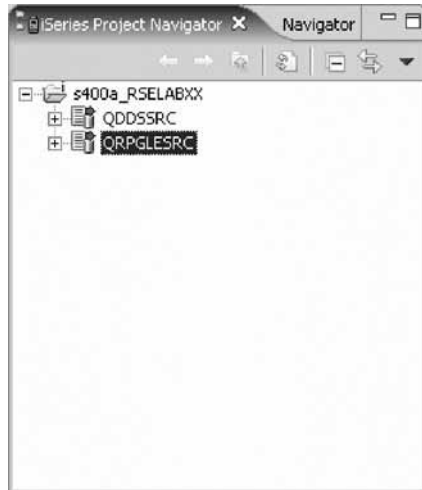 iSeries Project Navigator Navigator
s400a_RSELABXX
QDDSSRC
QRPGLESRC